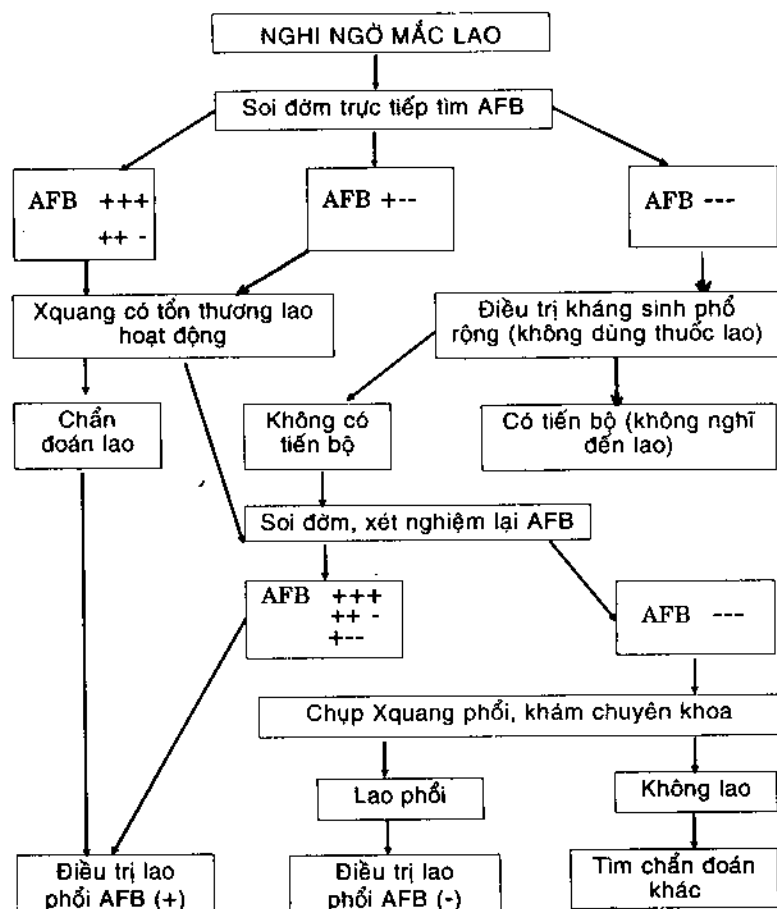 NGHI NGỜ MẮC LAO
Soi đờm trực tiếp tìm AFB
AFB +++
++ -
AFB +--
AFB ---
Xquang có tổn thương lao
hoạt động
Điều trị kháng sinh phổ
rộng (không dùng thuốc lao)
Chẩn
đoán lao
Không có
tiến bộ
Có tiến bộ (không nghĩ
đến lao)
Soi đờm, xét nghiệm lại AFB
AFB +++
++ -
+--
AFB ---
Chụp Xquang phổi, khám chuyên khoa
Lao phổi
Không lao
Điều trị lao
phổi AFB (+)
Điều trị lao
phổi AFB (-)
Tìm chẩn đoán
khác